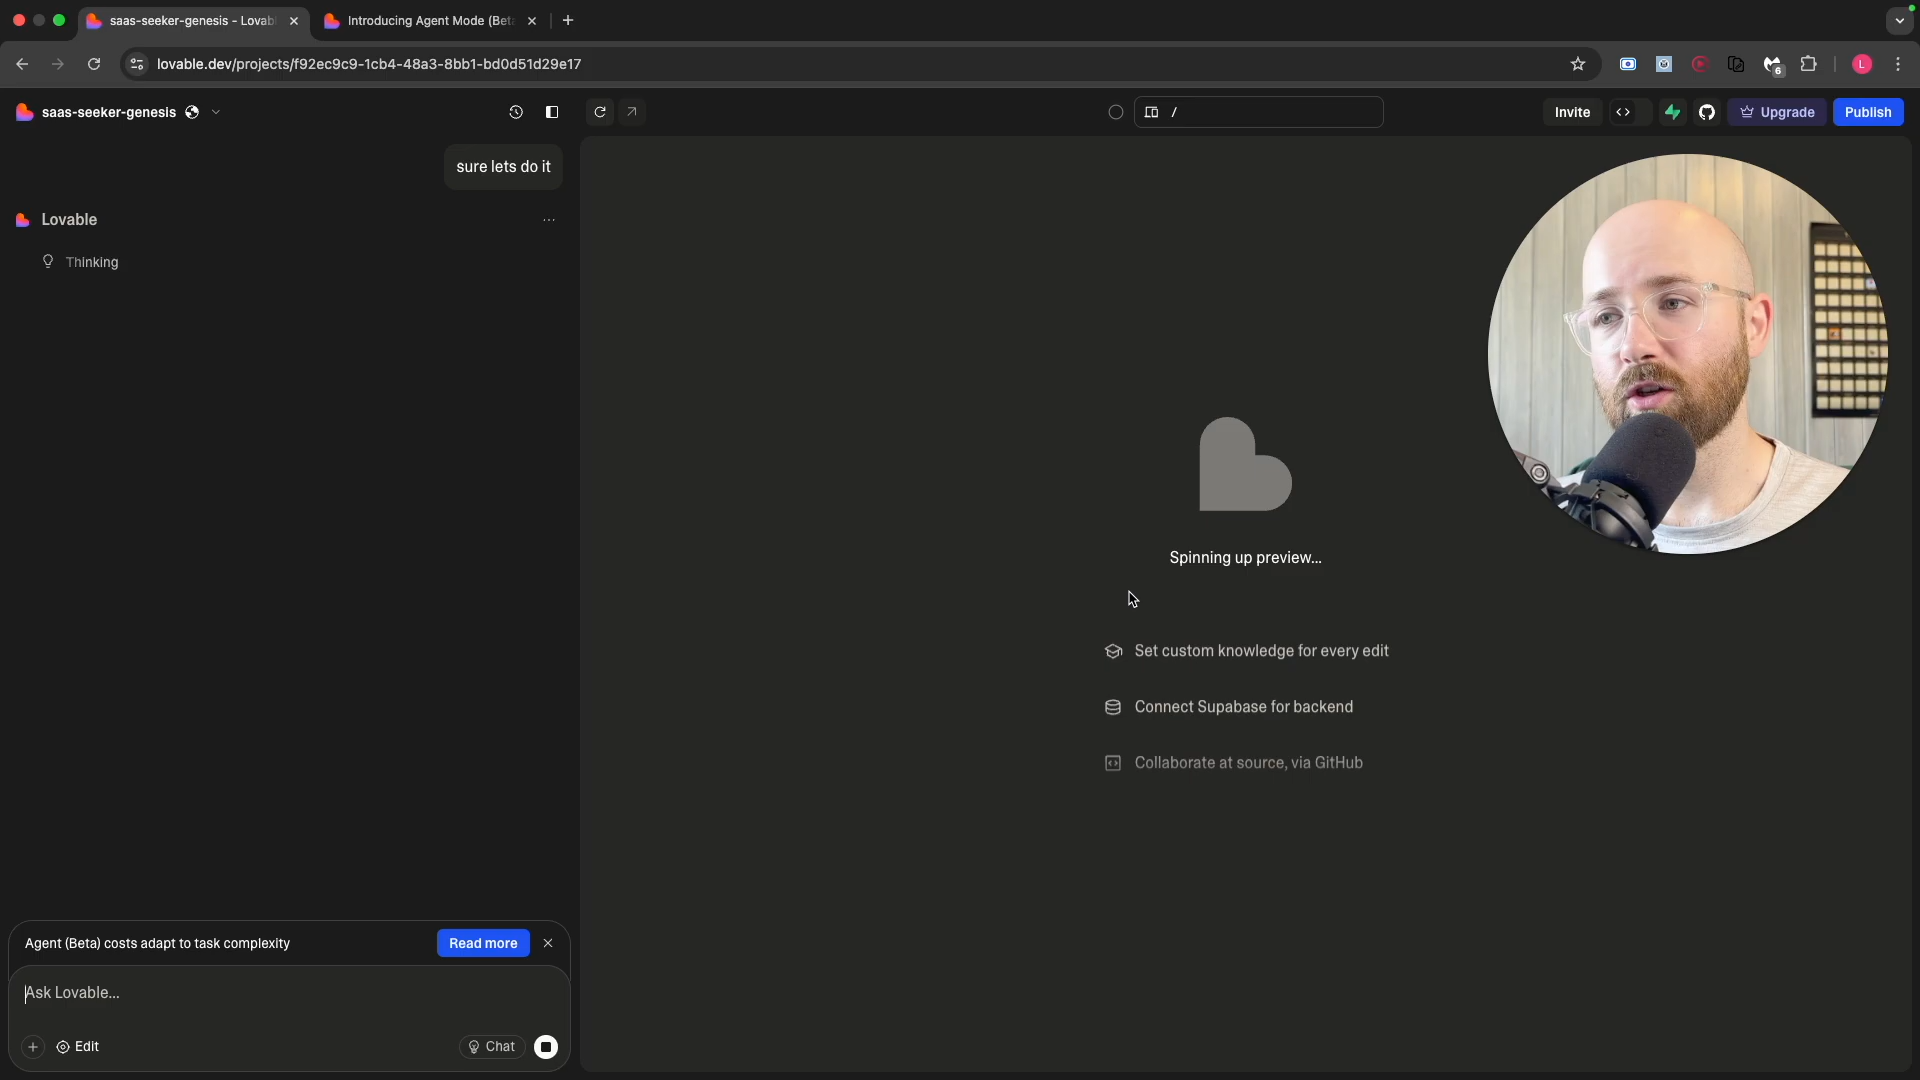 saas-seeker-genesis - Lovab
Introducing Agent Mode (Beta
lovable.dev/projects/f92ec9c9-1cb4-48a3-8bb1-bd0d51d29e17
6
L
saas-seeker-genesis
/
Invite
Upgrade
Publish
sure lets do it
Lovable
Thinking
Spinning up preview...
Set custom knowledge for every edit
Connect Supabase for backend
Collaborate at source, via GitHub
Agent (Beta) costs adapt to task complexity
Read more
Ask Lovable...
Edit
Chat